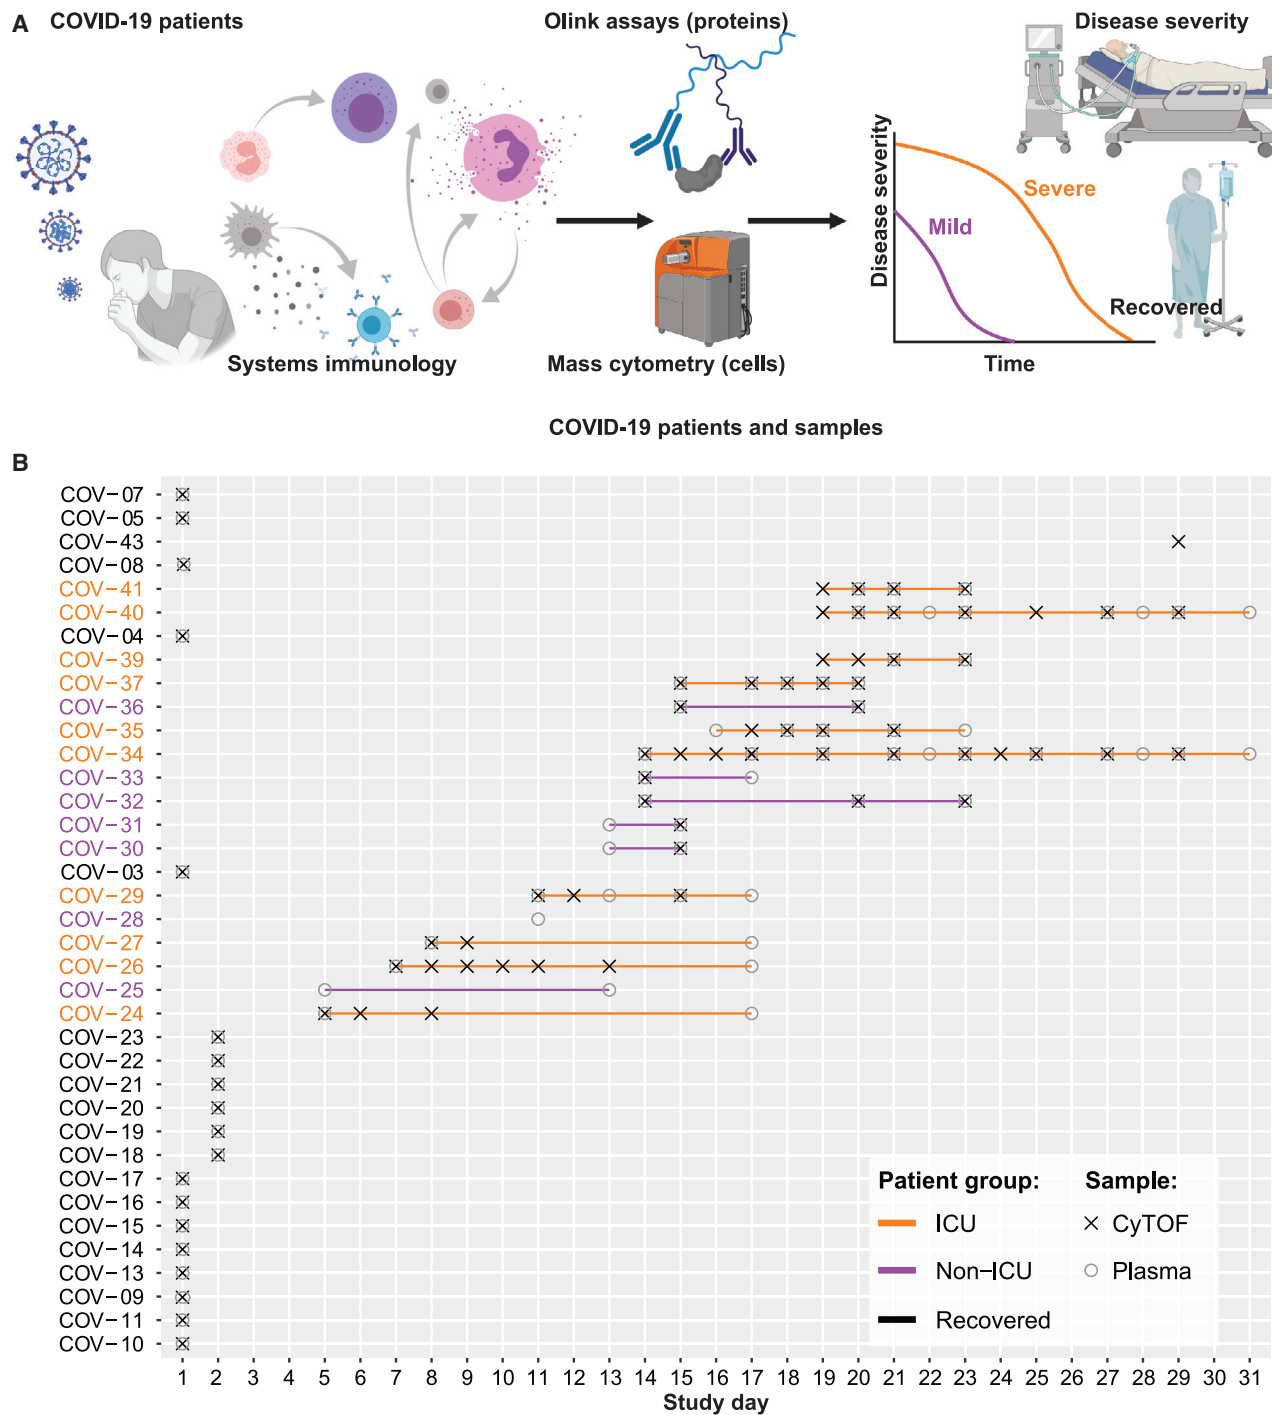 A COVID-19 patients Olink assays (proteins) Disease severity
Disease severity
Severe
Mild
Recovered
Systems immunology Mass cytometry (cells) Time
COVID-19 patients and samples
B
COV-07
COV-05
COV-43
COV-08
COV-41
COV-40
COV-04
COV-39
COV-37
COV-36
COV-35
COV-34
COV-33
COV-32
COV-31
COV-30
COV-03
COV-29
COV-28
COV-27
COV-26
COV-25
COV-24
COV-23
COV-22
COV-21
COV-20
COV-19
COV-18
COV-17
COV-16
COV-15
COV-14
COV-13
COV-09
COV-11
COV-10
Patient group: Sample:
ICU CyTOF
Non-ICU Plasma
Recovered
1 2 3 4 5 6 7 8 9 10 11 12 13 14 15 16 17 18 19 20 21 22 23 24 25 26 27 28 29 30 31
Study day